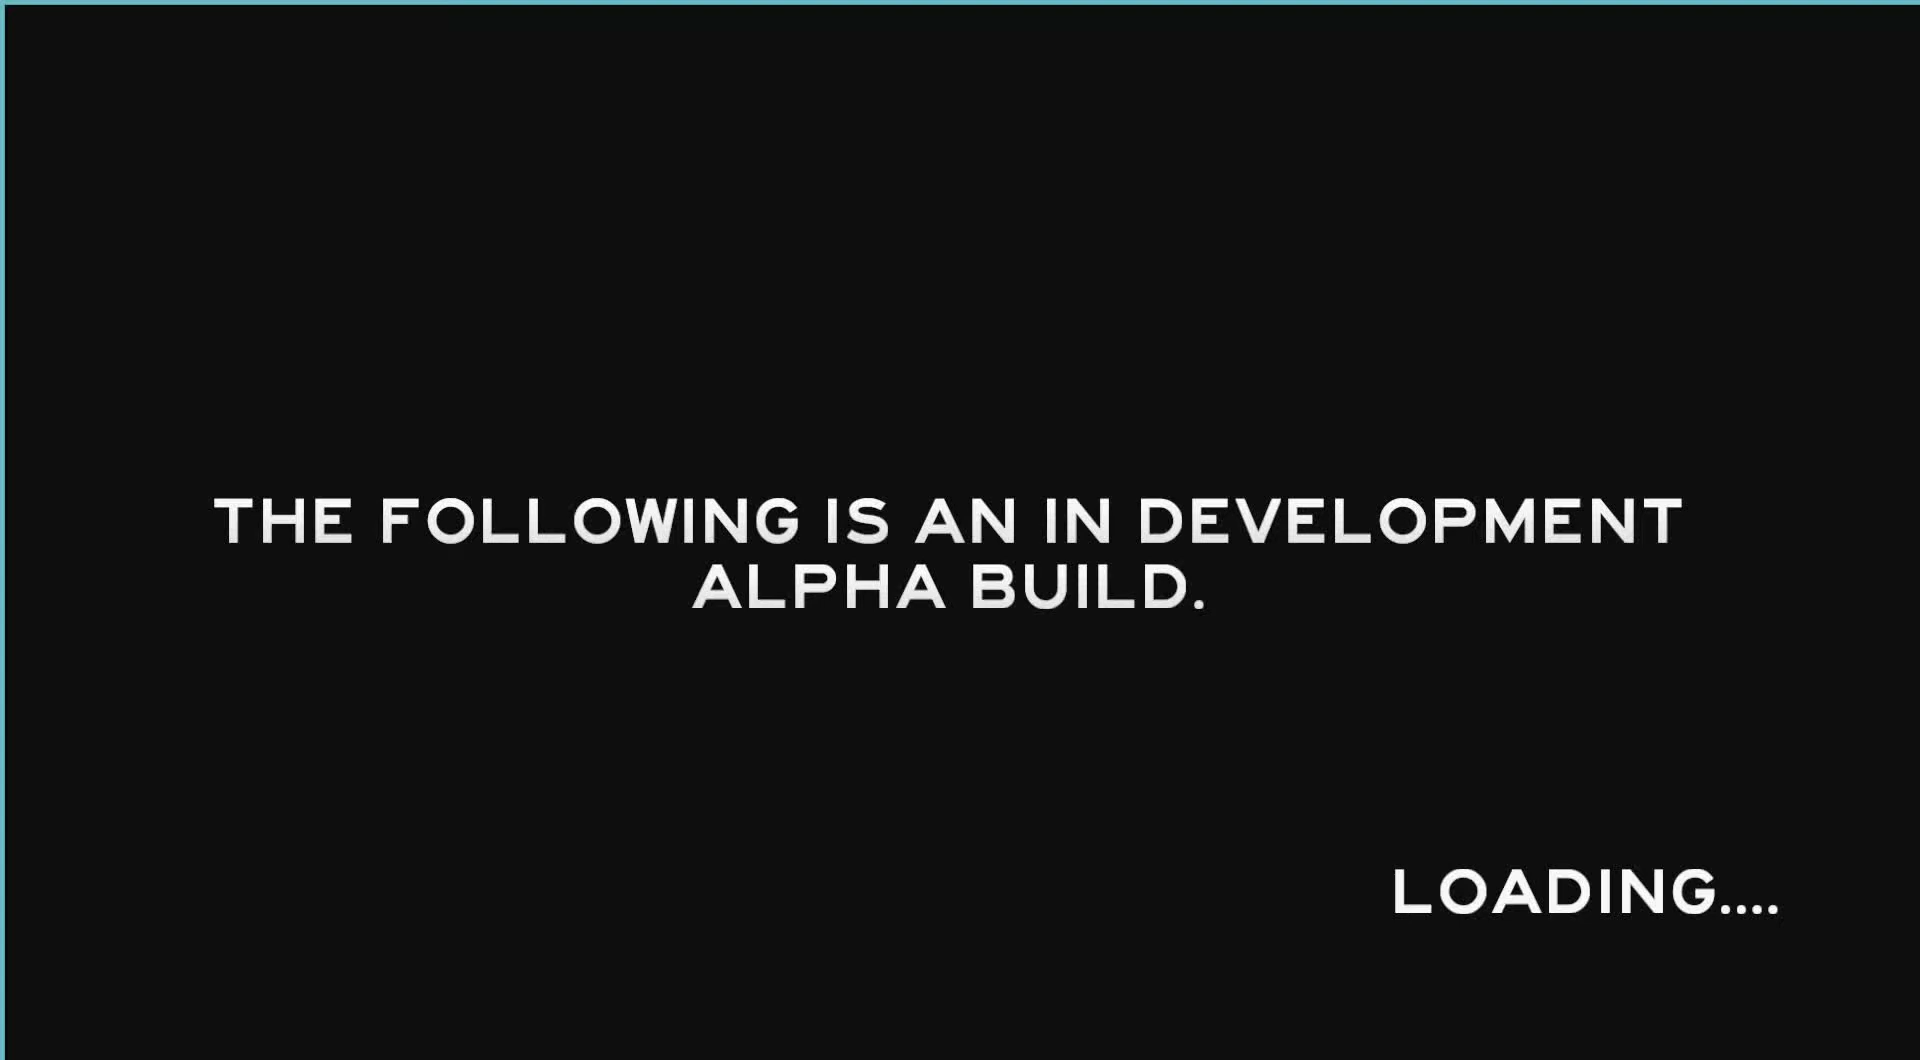 THE FOLLOWING IS AN IN DEVELOPMENT
ALPHA BUILD.
LOADING....